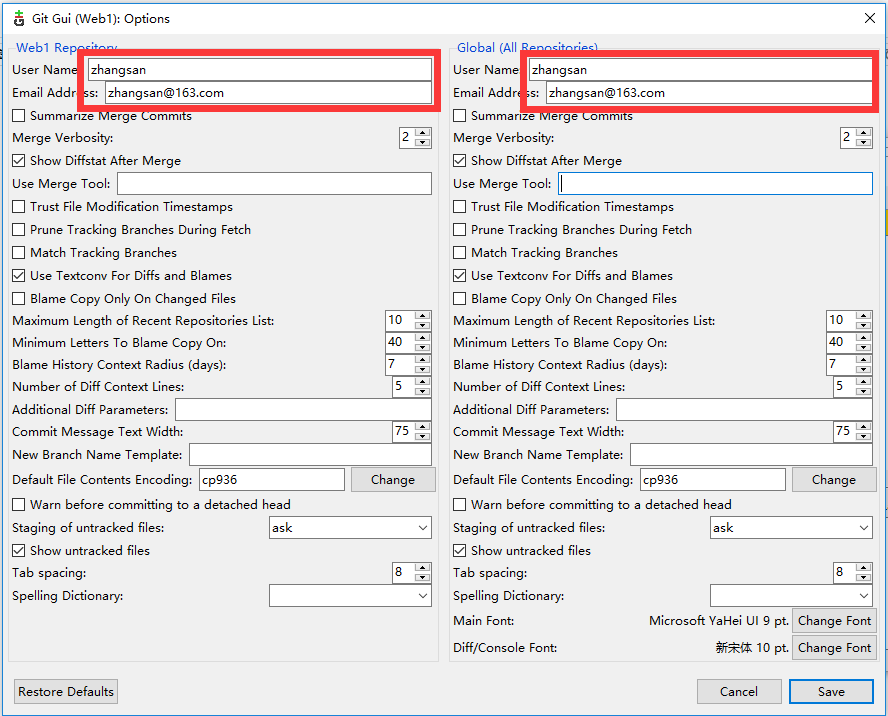 Git Gui (Web1): Options
Web1 Repository
User Name:
zhangsan
Email Address:
zhangsan@163.com
Summarize Merge Commits
Merge Verbosity:
2
Show Diffstat After Merge
Use Merge Tool:
Trust File Modification Timestamps
Prune Tracking Branches During Fetch
Match Tracking Branches
Use Textconv For Diffs and Blames
Blame Copy Only On Changed Files
Maximum Length of Recent Repositories List:
10
Minimum Letters To Blame Copy On:
40
Blame History Context Radius (days):
7
Number of Diff Context Lines:
5
Additional Diff Parameters:
Commit Message Text Width:
75
New Branch Name Template:
Default File Contents Encoding:
cp936
Change
Warn before committing to a detached head
Staging of untracked files:
ask
Show untracked files
Tab spacing:
8
Spelling Dictionary:
Global (All Repositories)
User Name:
zhangsan
Email Address:
zhangsan@163.com
Summarize Merge Commits
Merge Verbosity:
2
Show Diffstat After Merge
Use Merge Tool:
Trust File Modification Timestamps
Prune Tracking Branches During Fetch
Match Tracking Branches
Use Textconv For Diffs and Blames
Blame Copy Only On Changed Files
Maximum Length of Recent Repositories List:
10
Minimum Letters To Blame Copy On:
40
Blame History Context Radius (days):
7
Number of Diff Context Lines:
5
Additional Diff Parameters:
Commit Message Text Width:
75
New Branch Name Template:
Default File Contents Encoding:
cp936
Change
Warn before committing to a detached head
Staging of untracked files:
ask
Show untracked files
Tab spacing:
8
Spelling Dictionary:
Main Font:
Microsoft YaHei UI 9 pt.
Change Font
Diff/Console Font:
新宋体 10 pt.
Change Font
Restore Defaults
Cancel
Save